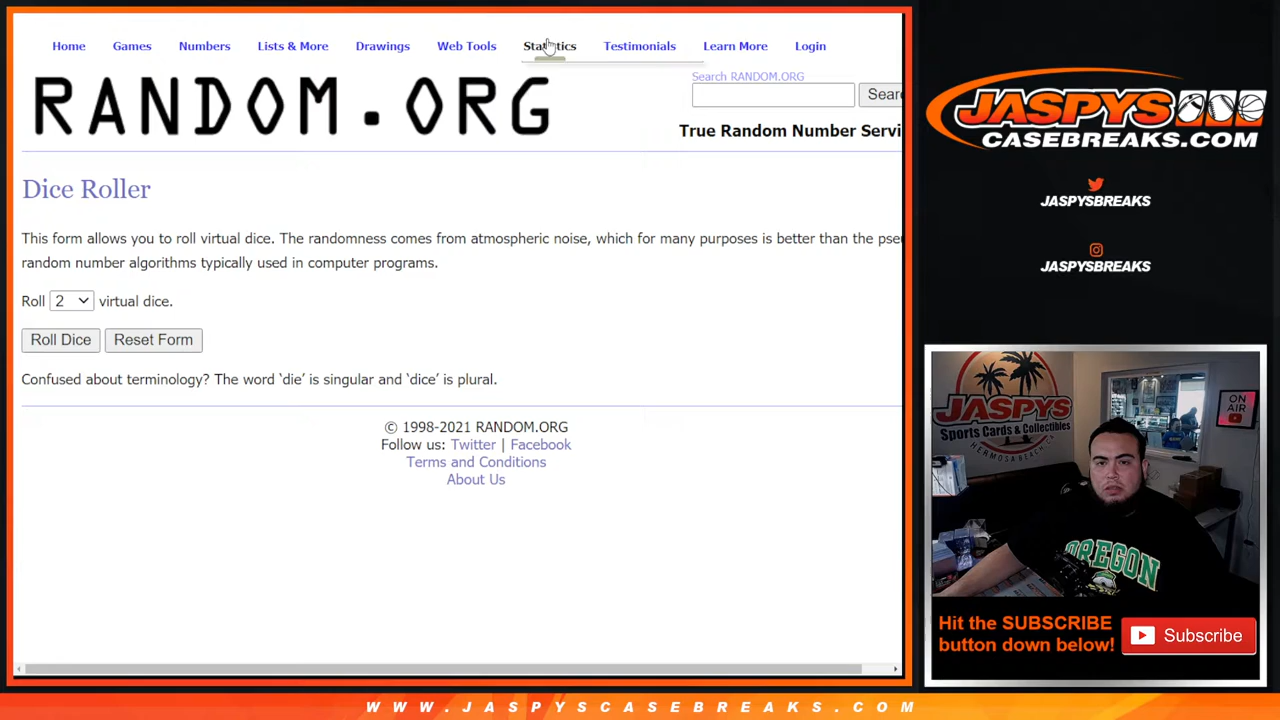 Home Games Numbers Lists & More Drawings Web Tools Statistics Testimonials Learn More Login
RANDOM.ORG
Search RANDOM.ORG
Sear
True Random Number Servi
Dice Roller
This form allows you to roll virtual dice. The randomness comes from atmospheric noise, which for many purposes is better than the pse
random number algorithms typically used in computer programs.
Roll 2 virtual dice.
Roll Dice Reset Form
Confused about terminology? The word ‘die’ is singular and ‘dice’ is plural.
© 1998-2021 RANDOM.ORG
Follow us: Twitter | Facebook
Terms and Conditions
About Us
JASPYS
CASEBREAKS.COM
JASPYSBREAKS
JASPYSBREAKS
JASPYS
Sports Cards & Collectibles
HERMOSA BEACH, CA
ON
AIR
OREGON
Hit the SUBSCRIBE
button down below!
Subscribe
WWW.JASPYSCASEBREAKS.COM